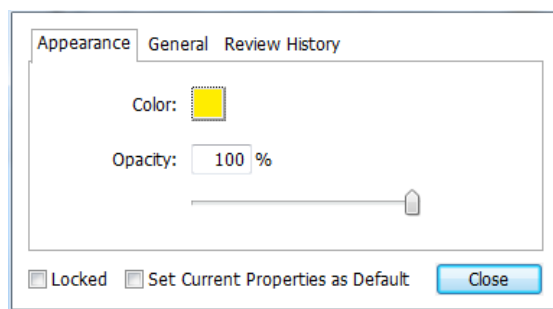 Appearance General Review History
Color:
Opacity: 100 %
Locked Set Current Properties as Default Close